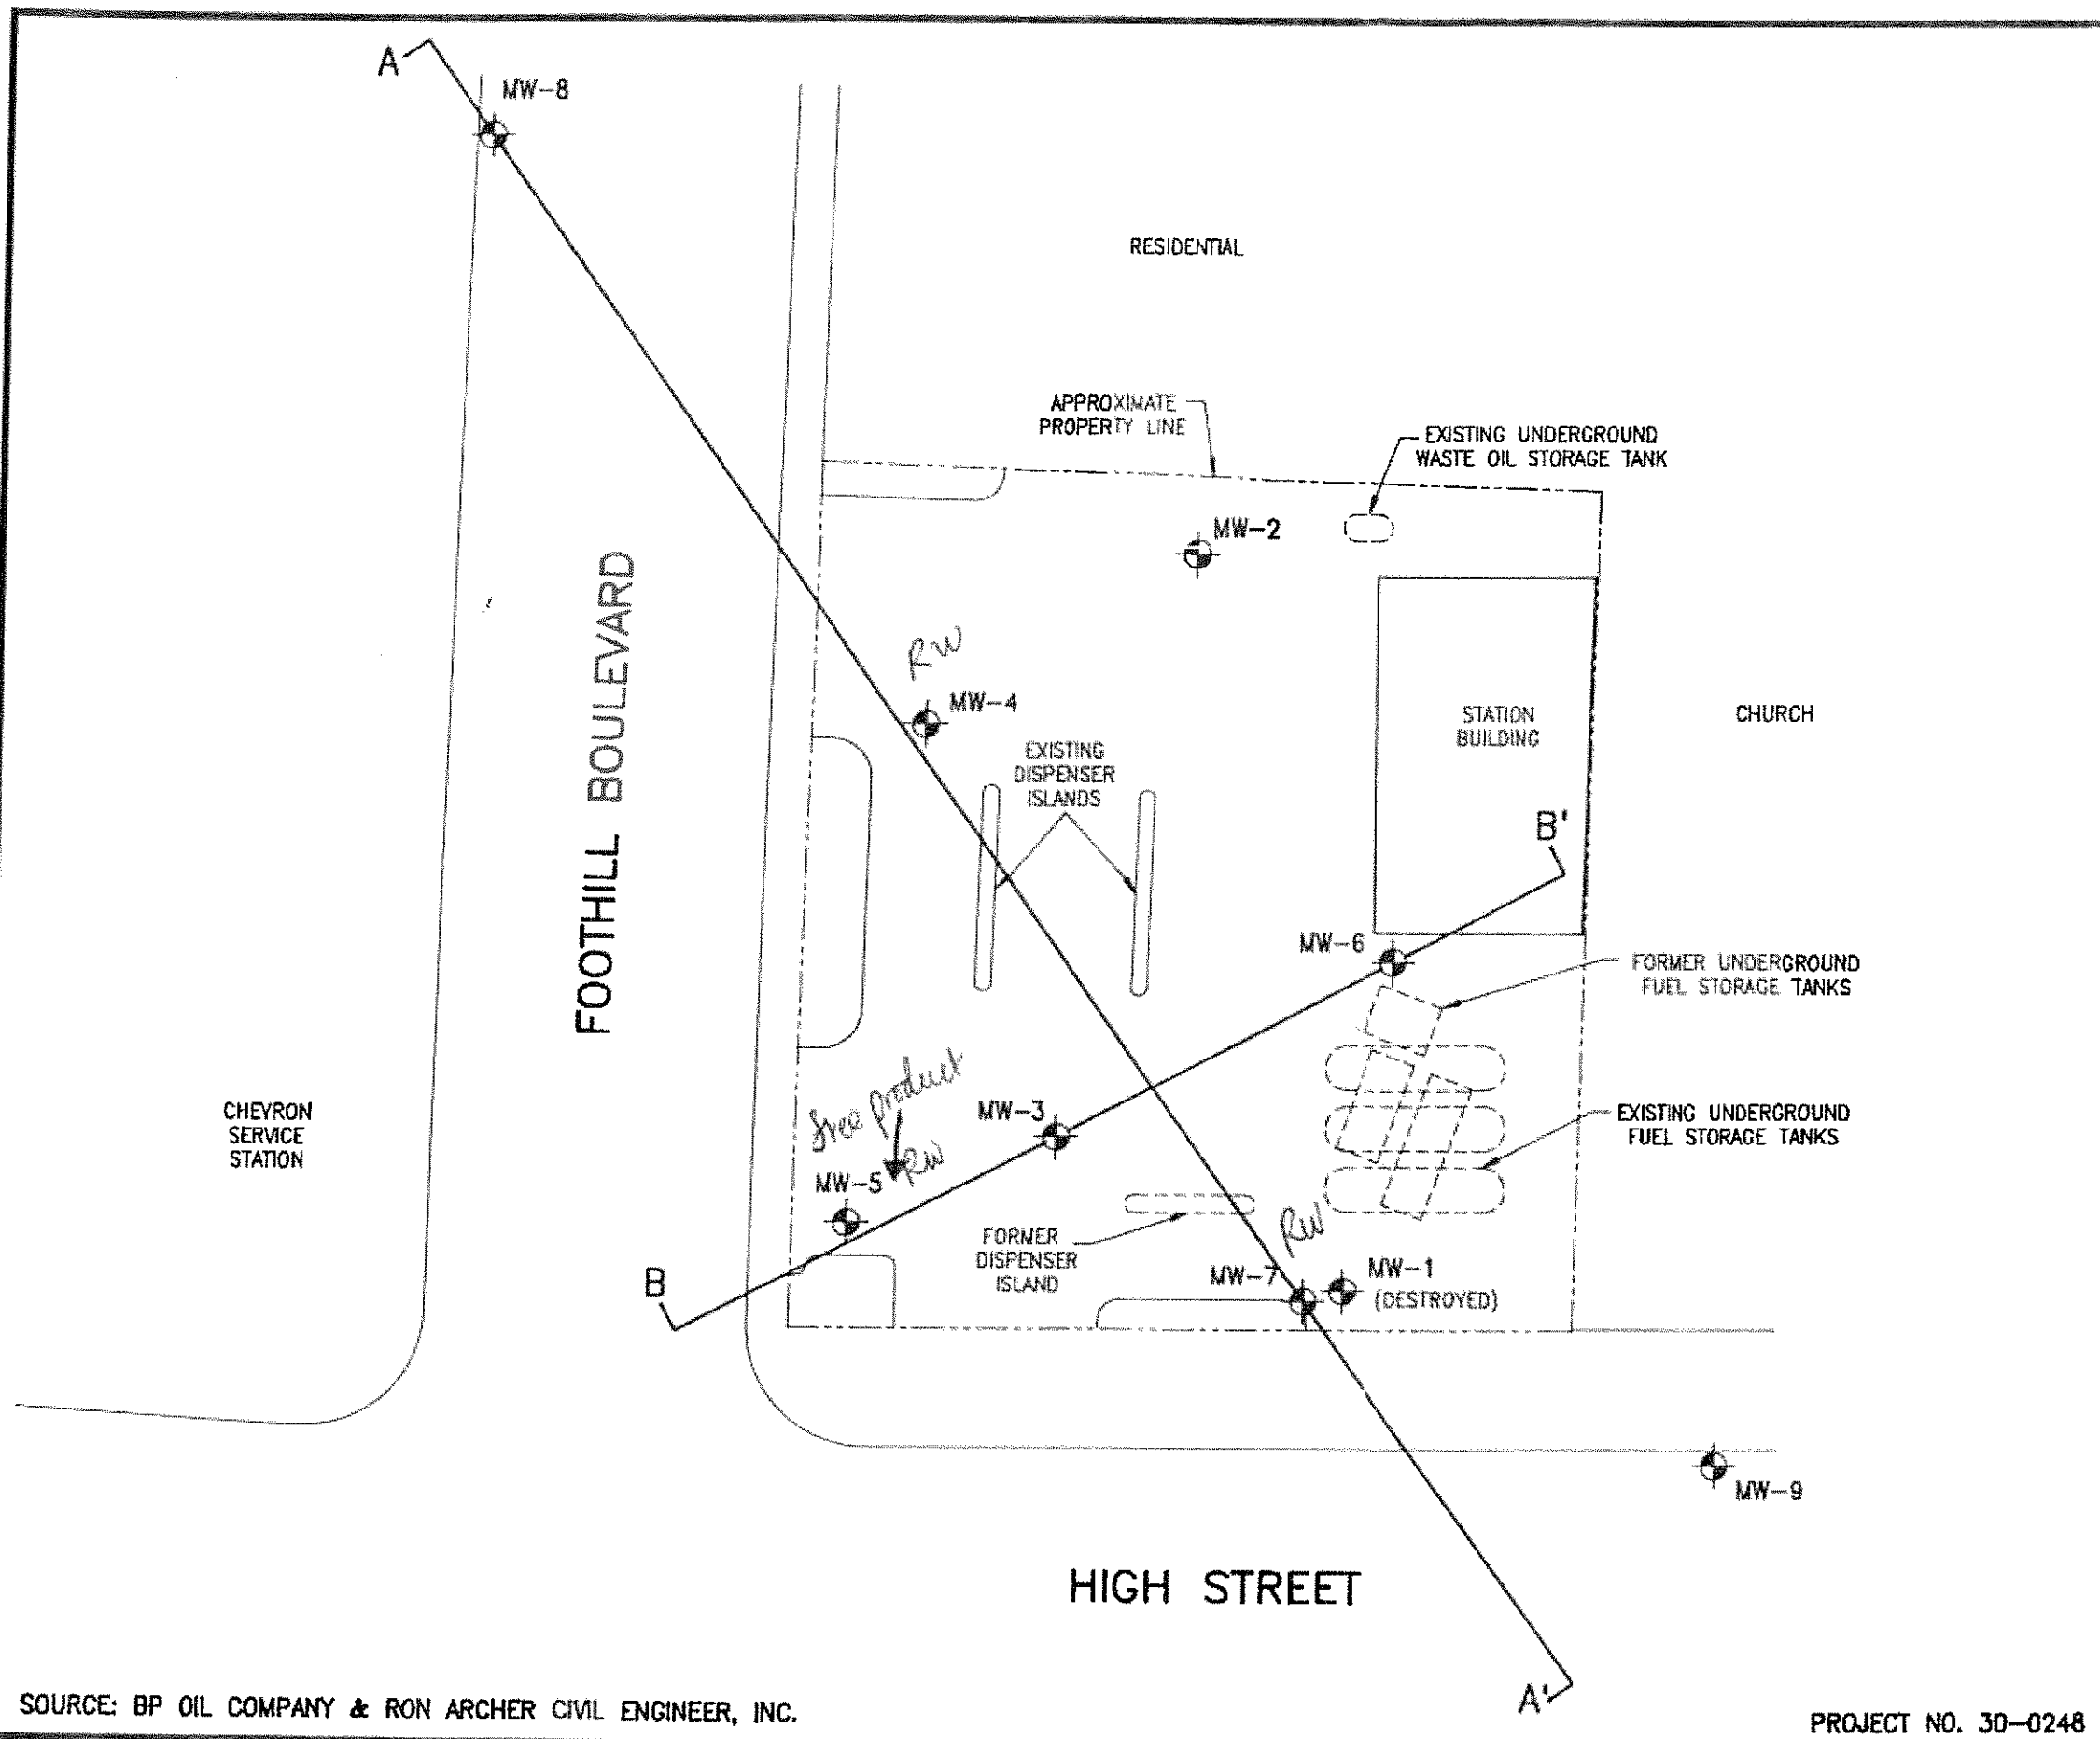 A
MW-8
RESIDENTIAL
APPROXIMATE
PROPERTY LINE
EXISTING UNDERGROUND
WASTE OIL STORAGE TANK
MW-2
FOOTHILL BOULEVARD
RW
MW-4
STATION
BUILDING
CHURCH
EXISTING
DISPENSER
ISLANDS
B'
MW-6
FORMER UNDERGROUND
FUEL STORAGE TANKS
free product
RW
MW-3
MW-5
CHEVRON
SERVICE
STATION
EXISTING UNDERGROUND
FUEL STORAGE TANKS
FORMER
DISPENSER
ISLAND
RW
MW-7
MW-1
(DESTROYED)
B
MW-9
HIGH STREET
A'
SOURCE: BP OIL COMPANY & RON ARCHER CIVIL ENGINEER, INC.
PROJECT NO. 30-0248